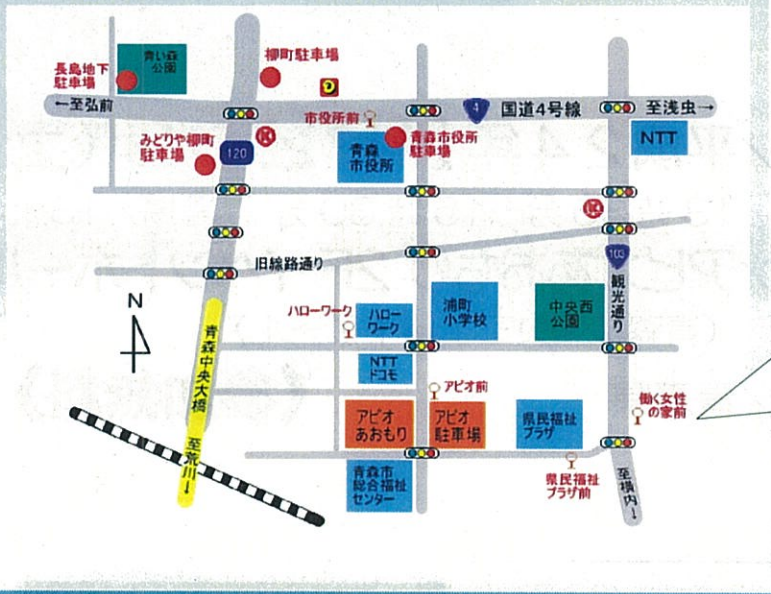 青い森
公園
柳町駐車場
長島地下
駐車場
←至弘前
市役所前
4
国道4号線
至浅虫→
みどりや柳町
駐車場
120
青森
市役所
青森市役所
駐車場
NTT
旧線路通り
103
観光通り
N
ハローワーク
ハロー
ワーク
浦町
小学校
中央西
公園
青森中央大橋
NTT
ドコモ
アピオ前
働く女性
の家前
アピオ
あおもり
アピオ
駐車場
県民福祉
プラザ
至荒川↓
青森市
総合福祉
センター
県民福祉
プラザ前
至横内↓